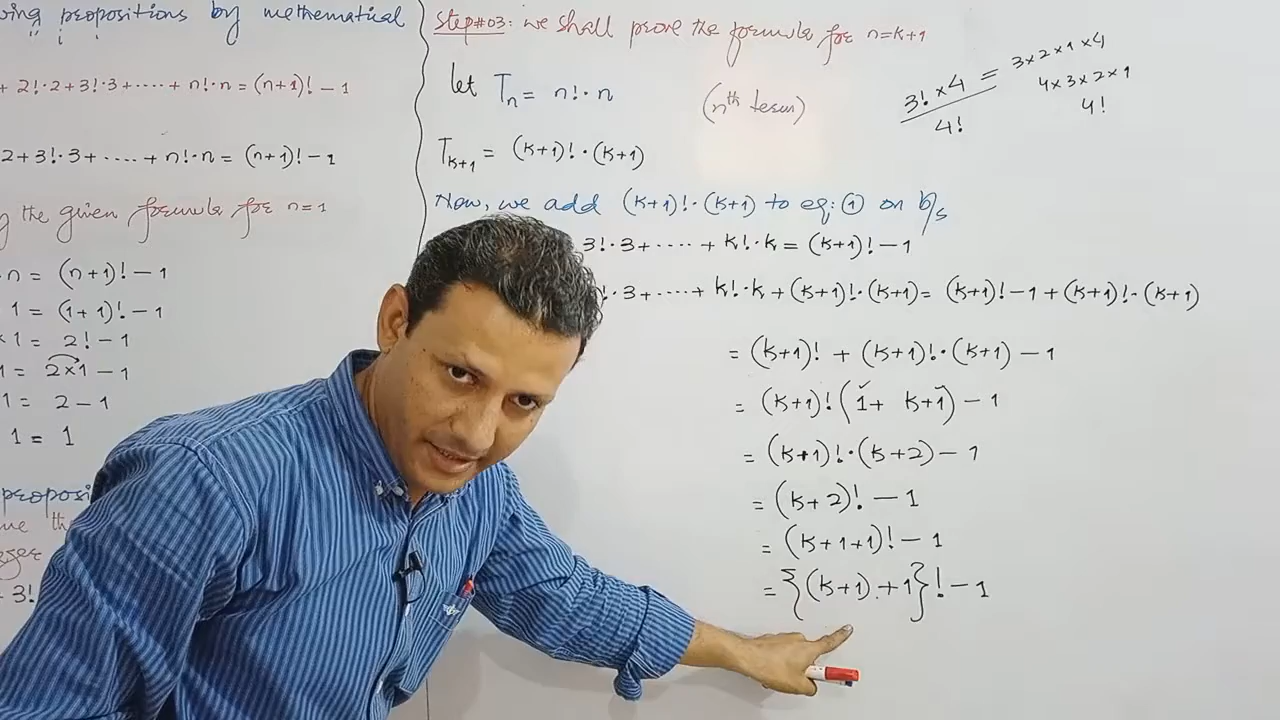 ving propositions by mathematical
+ 2!·2+3!·3+·····+ n!·n=(n+1)!-1
2+3!·3+·····+n!·n= (n+1)!-1
the given formula for n=1
·n= (n+1)!-1
1= (1+1)!-1
×1= 2!-1
1= 2×1-1
1= 2-1
1= 1
proposi
me th
- 3!
Step#03: we shall prove the formula for n=k+1
let Tn= n!·n (nth term)
Tk+1= (k+1)!·(k+1)
Now, we add (k+1)!·(k+1) to eq:① on b/s
3!·3+·····+ k!·k= (k+1)!-1
!·3+·····+ k!·k+(k+1)!·(k+1)= (k+1)!-1+(k+1)!·(k+1)
= (k+1)! + (k+1)!·(k+1)-1
= (k+1)!(1+ k+1)-1
= (k+1)!·(k+2)-1
= (k+2)!-1
= (k+1+1)!-1
= {(k+1)+1}!-1
3!×4 = 3×2×1×4
4! 4×3×2×1
4!